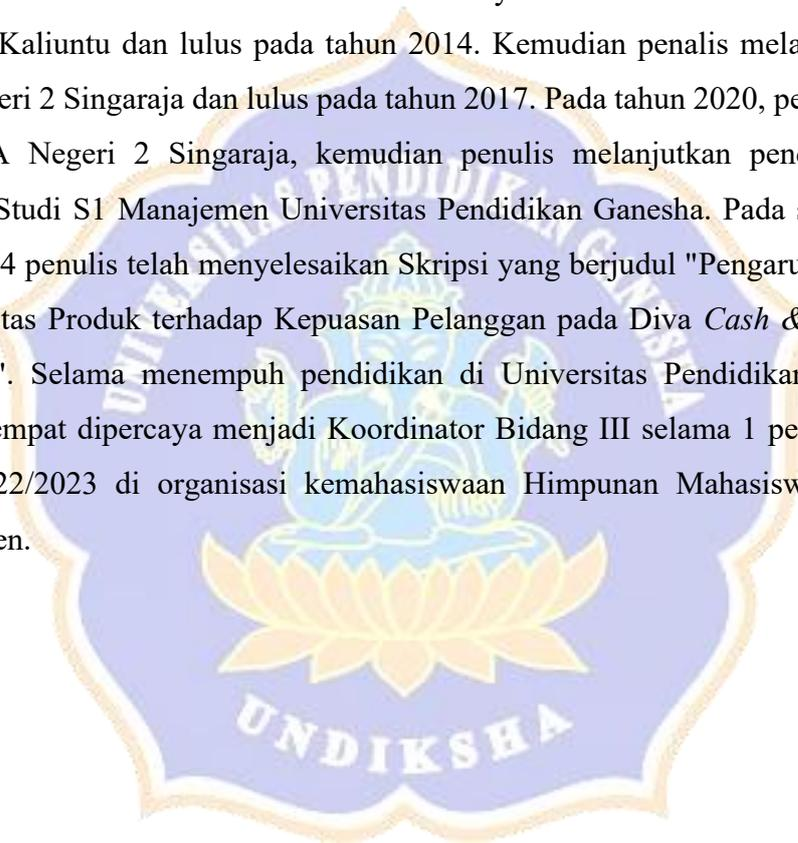 Kaliuntu dan lulus pada tahun 2014. Kemudian penalis mela
eri 2 Singaraja dan lulus pada tahun 2017. Pada tahun 2020, pe
A Negeri 2 Singaraja, kemudian penulis melanjutkan pen
Studi S1 Manajemen Universitas Pendidikan Ganesha. Pada s
4 penulis telah menyelesaikan Skripsi yang berjudul "Pengaru
tas Produk terhadap Kepuasan Pelanggan pada Diva Cash &
". Selama menempuh pendidikan di Universitas Pendidikan
empat dipercaya menjadi Koordinator Bidang III selama 1 pe
22/2023 di organisasi kemahasiswaan Himpunan Mahasisw
en.
UNIVERSITAS PENDIDIKAN GANESHA
UNDIKSHA